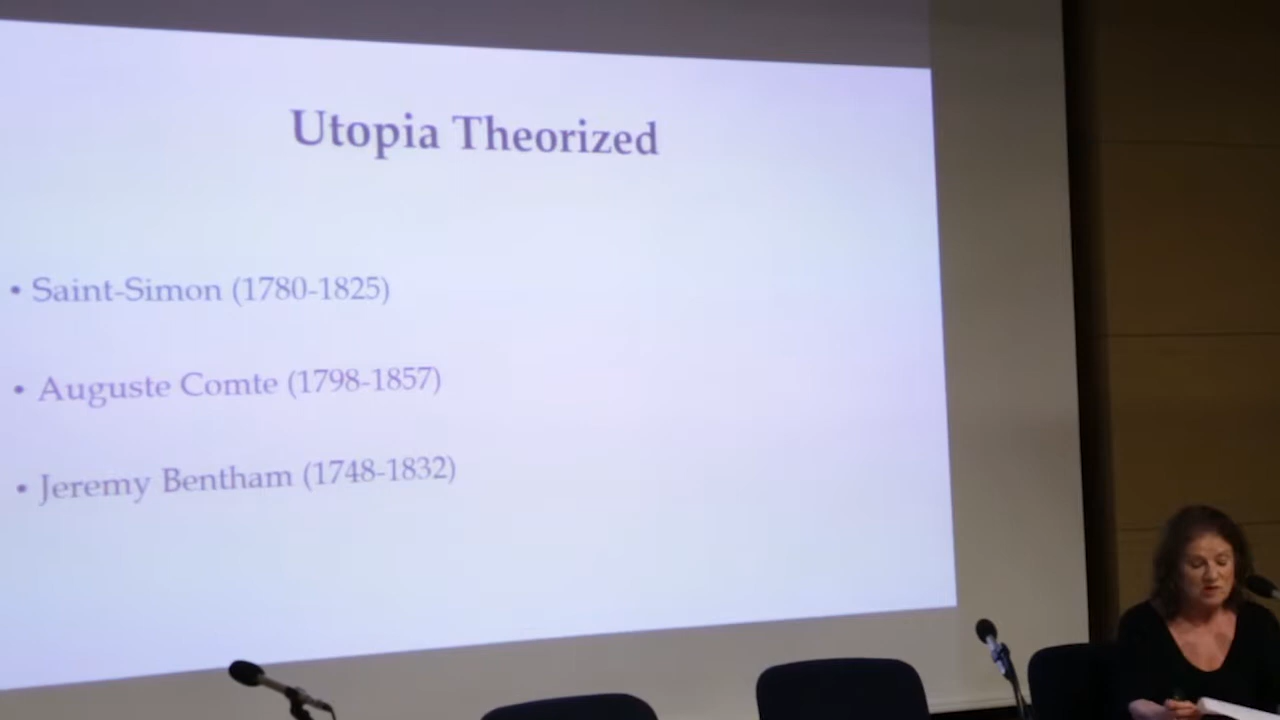 Utopia Theorized
• Saint-Simon (1780-1825)
• Auguste Comte (1798-1857)
• Jeremy Bentham (1748-1832)